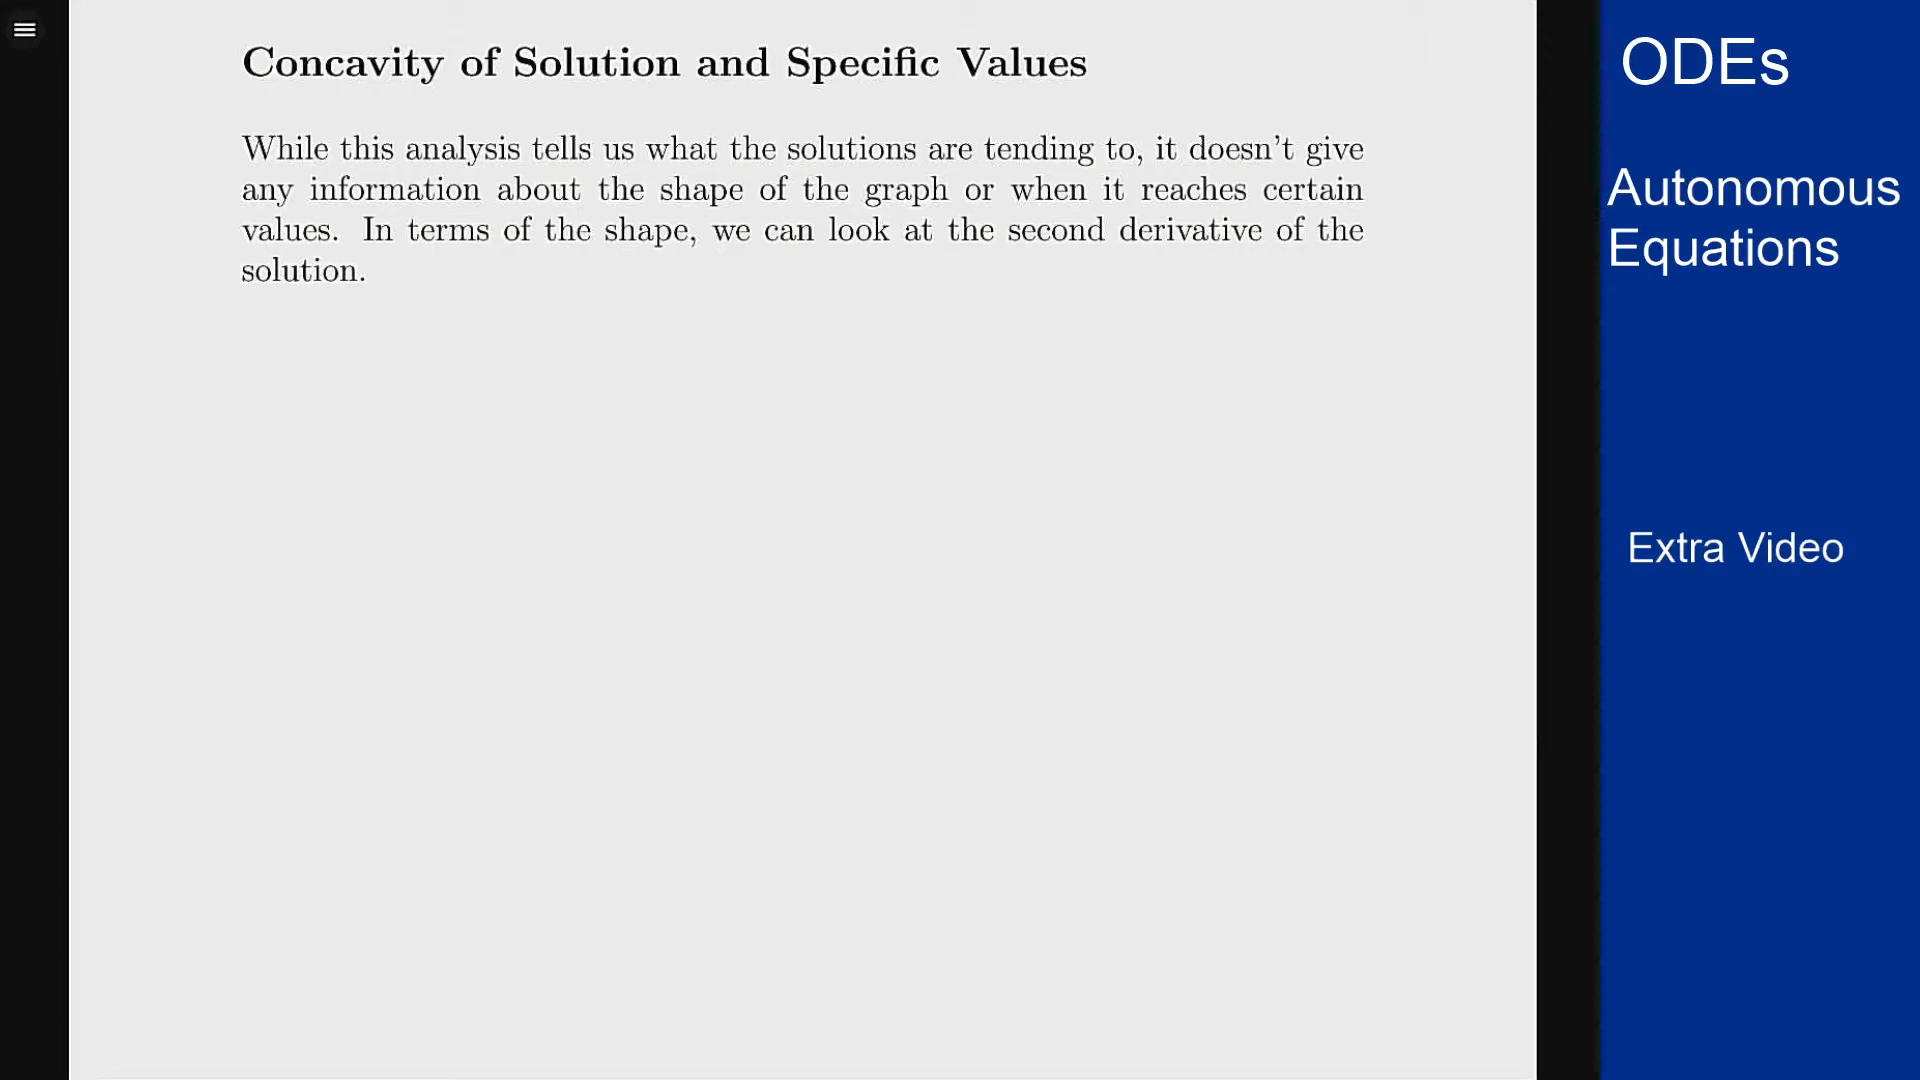 Concavity of Solution and Specific Values
While this analysis tells us what the solutions are tending to, it doesn't give
any information about the shape of the graph or when it reaches certain
values. In terms of the shape, we can look at the second derivative of the
solution.
ODEs
Autonomous
Equations
Extra Video